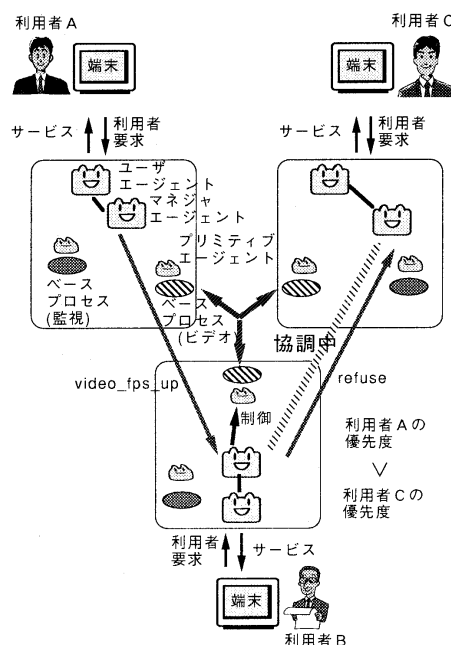 利用者A
利用者C
端末
端末
サービス
利用者
要求
サービス
利用者
要求
ユーザ
エージェント
マネジャ
エージェント
プリミティブ
エージェント
ベース
プロセス
(監視)
ベース
プロセス
(ビデオ)
協調中
video_fps_up
refuse
制御
利用者Aの
優先度
∨
利用者Cの
優先度
利用者
要求
サービス
端末
利用者B